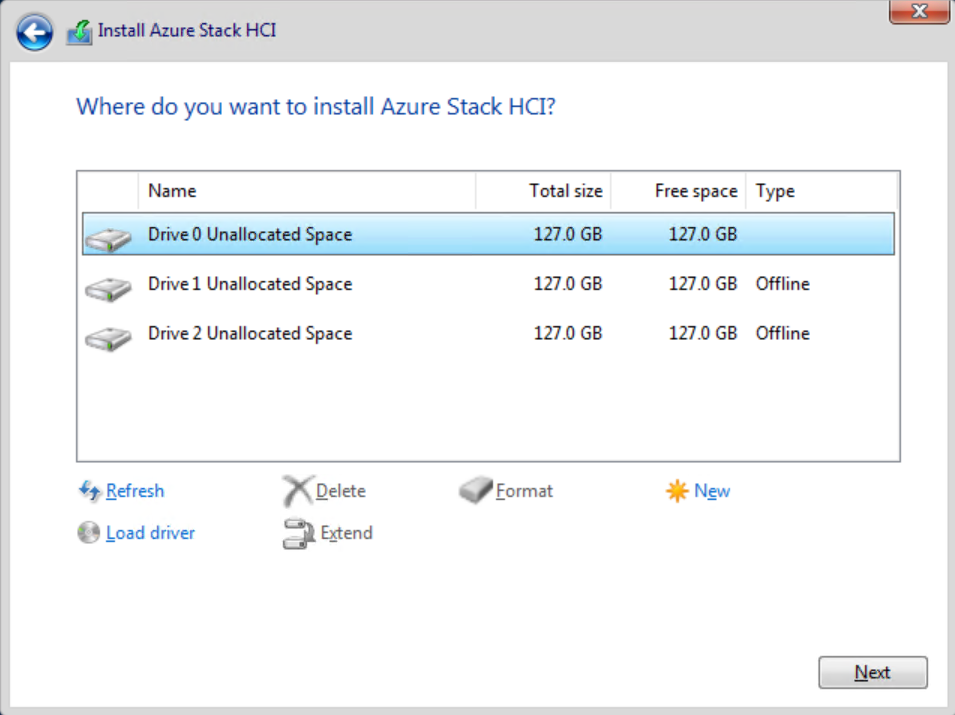 Install Azure Stack HCI
Where do you want to install Azure Stack HCI?
Name Total size Free space Type
Drive 0 Unallocated Space 127.0 GB 127.0 GB
Drive 1 Unallocated Space 127.0 GB 127.0 GB Offline
Drive 2 Unallocated Space 127.0 GB 127.0 GB Offline
Refresh Delete Format New
Load driver Extend
Next